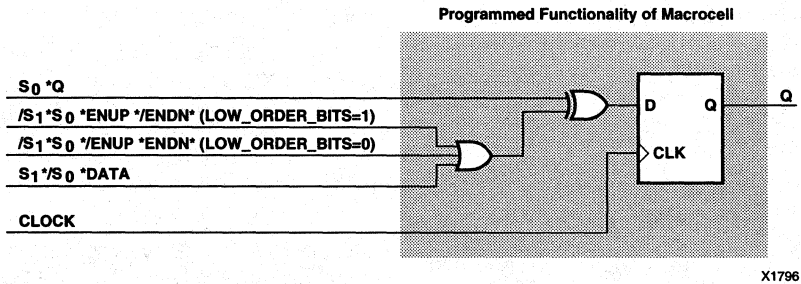 Programmed Functionality of Macrocell
S0 *Q
/S1*S0 *ENUP */ENDN* (LOW_ORDER_BITS=1)
/S1*S0 */ENUP *ENDN* (LOW_ORDER_BITS=0)
S1*/S0 *DATA
CLOCK
D Q
CLK
Q
X1796